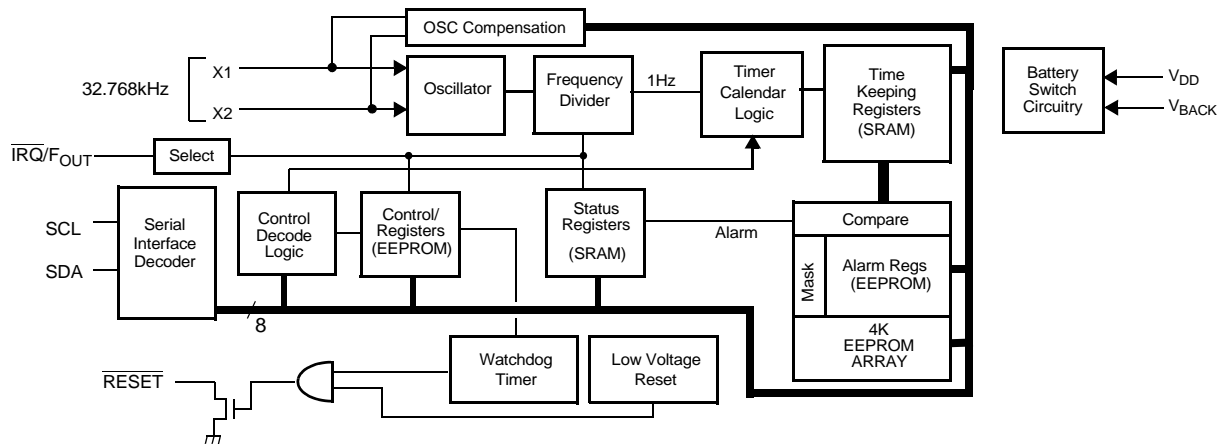 OSC Compensation
32.768kHz
X1
X2
Oscillator
Frequency
Divider
1Hz
Timer
Calendar
Logic
Time
Keeping
Registers
(SRAM)
Battery
Switch
Circuitry
VDD
VBACK
IRQ/FOUT
Select
SCL
SDA
Serial
Interface
Decoder
Control
Decode
Logic
Control/
Registers
(EEPROM)
Status
Registers
(SRAM)
Alarm
Compare
Mask
Alarm Regs
(EEPROM)
4K
EEPROM
ARRAY
8
RESET
Watchdog
Timer
Low Voltage
Reset